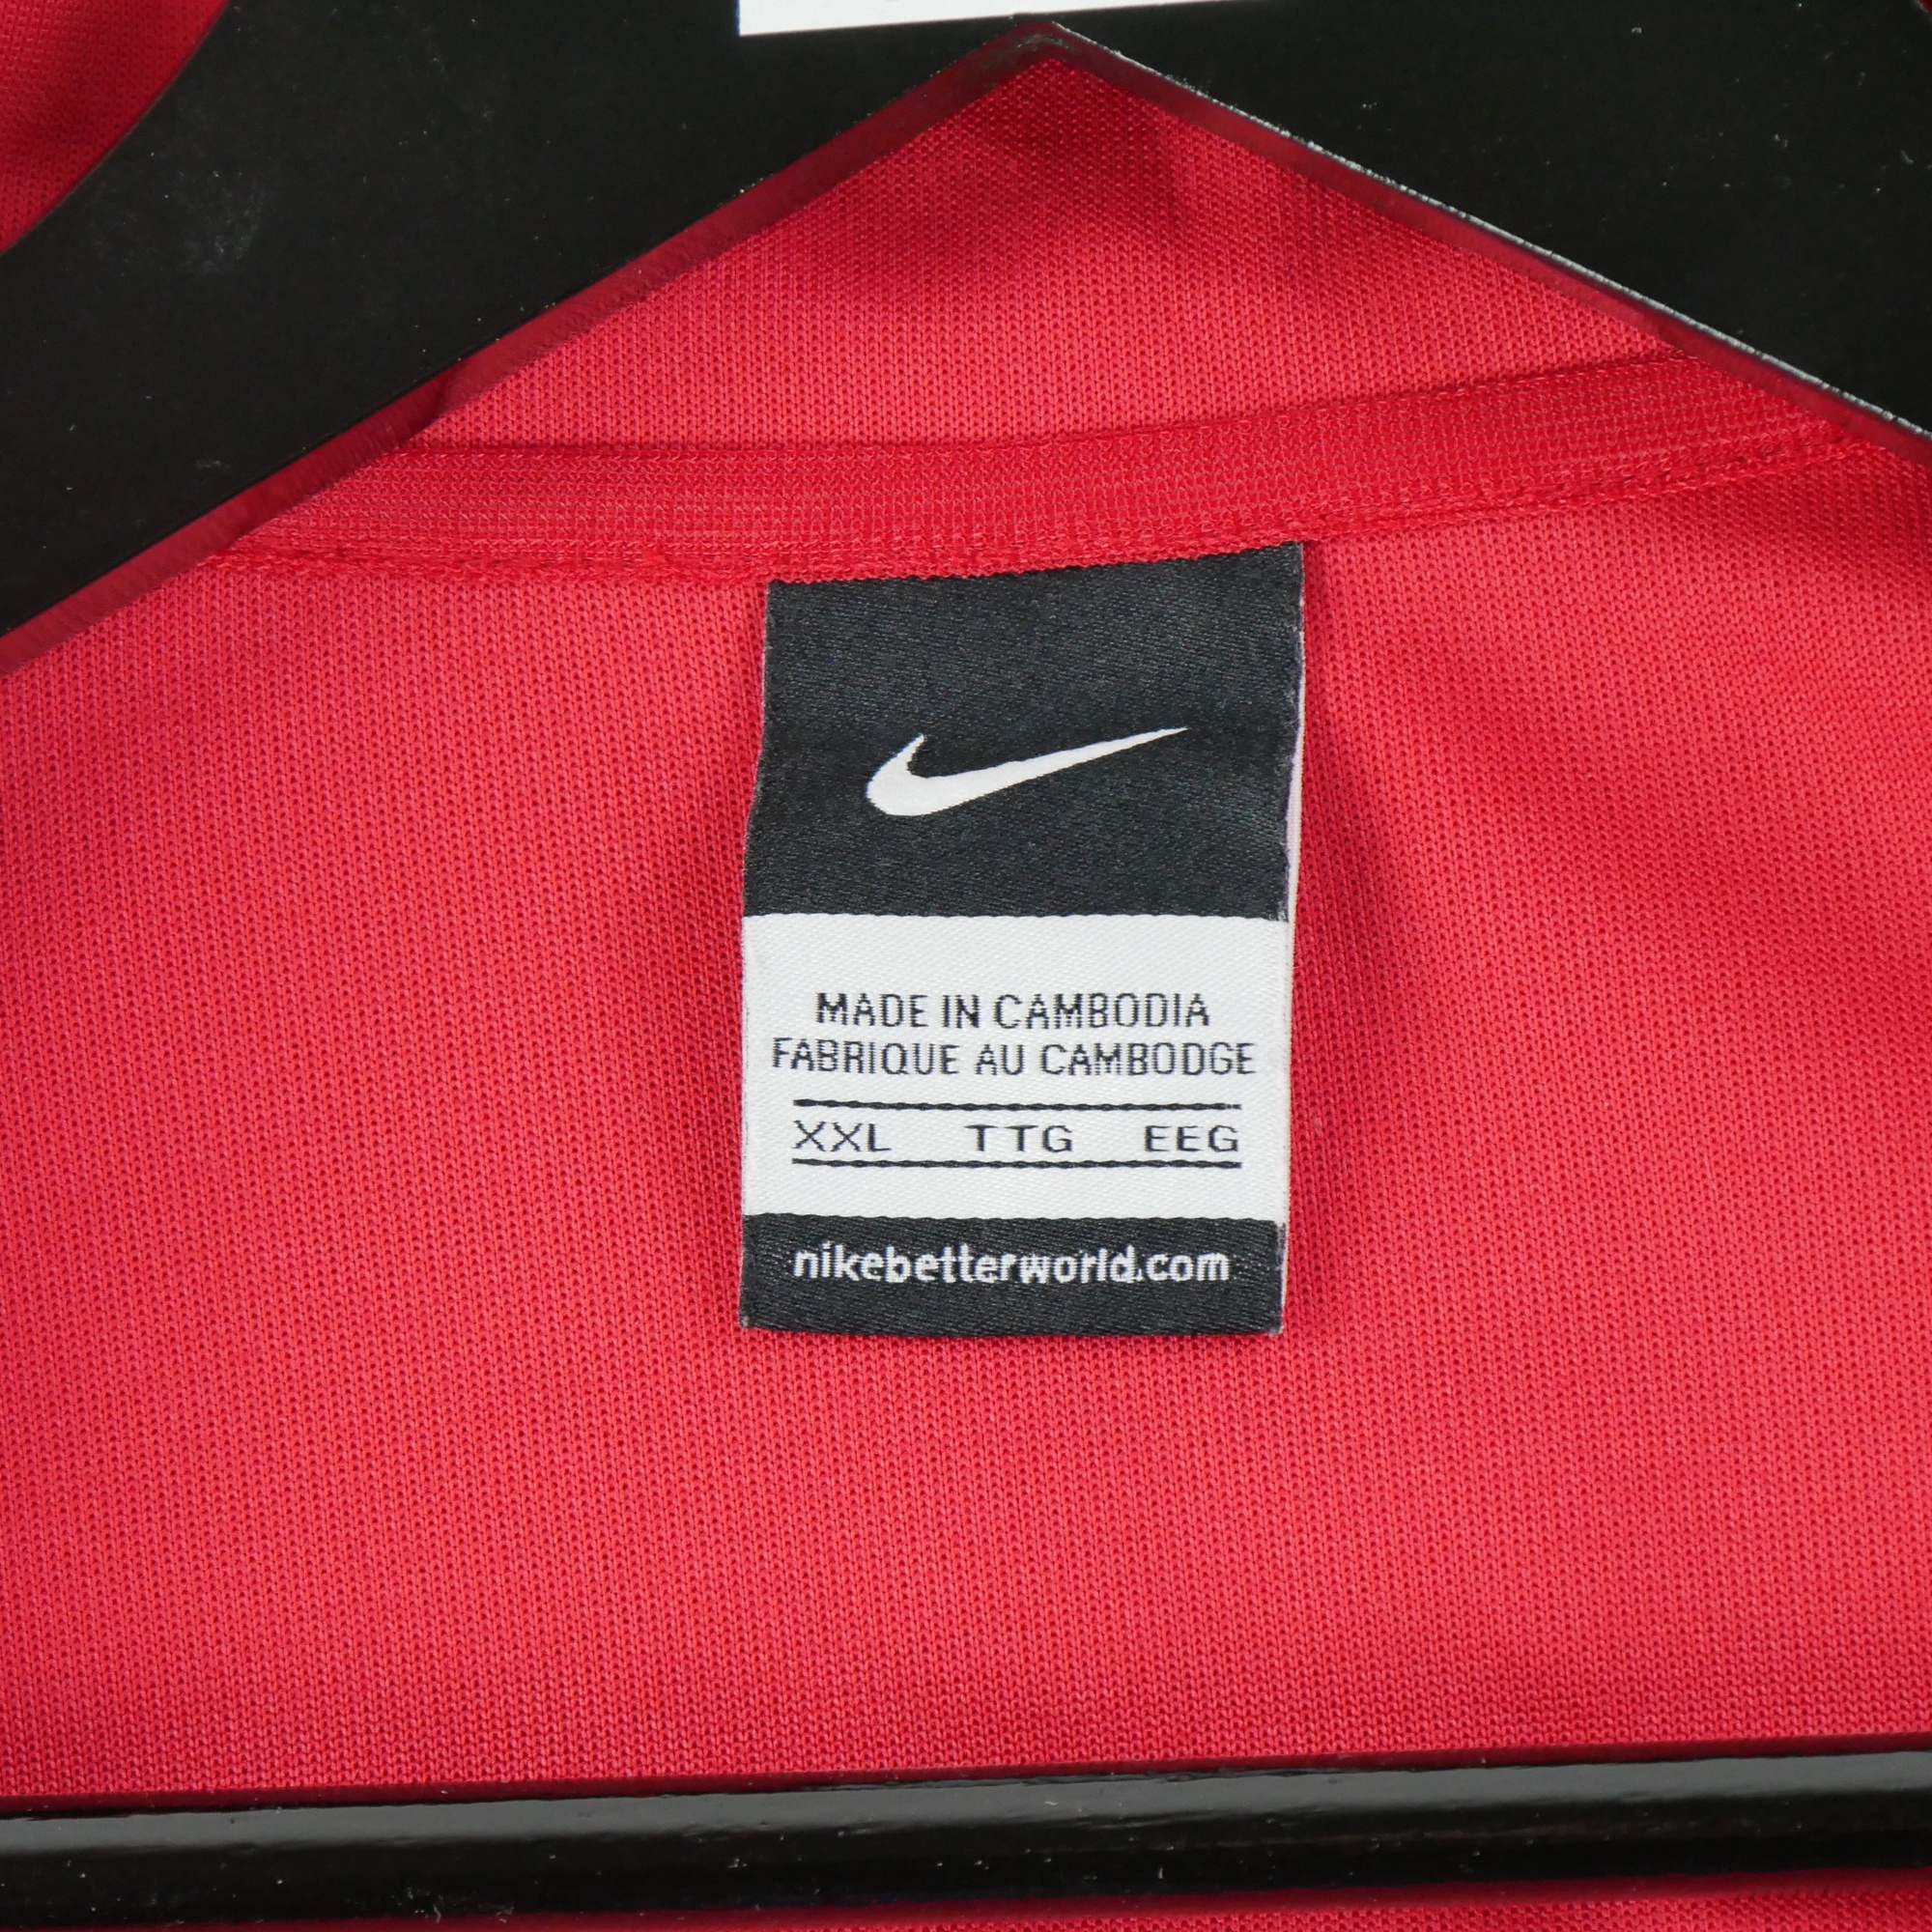 MADE IN CAMBODIA
FABRIQUE AU CAMBODGE
XXL TTG EEG
nikebetterworld.com